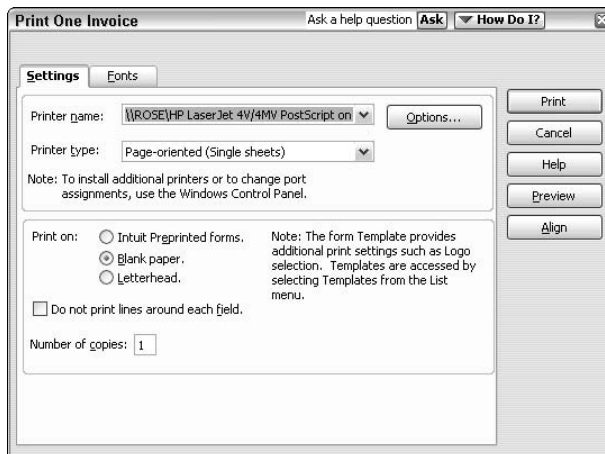 Print One Invoice
Ask a help question Ask How Do I?
Settings Fonts
Printer name: \\ROSE\HP LaserJet 4V/4MV PostScript on
Options...
Printer type: Page-oriented (Single sheets)
Note: To install additional printers or to change port
assignments, use the Windows Control Panel.
Print on:
Intuit Preprinted forms.
Blank paper.
Letterhead.
Note: The form Template provides
additional print settings such as Logo
selection. Templates are accessed by
selecting Templates from the List
menu.
Do not print lines around each field.
Number of copies: 1
Print
Cancel
Help
Preview
Align